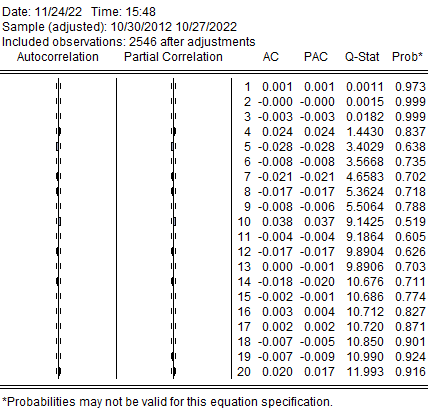 Date: 11/24/22 Time: 15:48
Sample (adjusted): 10/30/2012 10/27/2022
Included observations: 2546 after adjustments
Autocorrelation Partial Correlation AC PAC Q-Stat Prob*
1 0.001 0.001 0.0011 0.973
2 -0.000 -0.000 0.0015 0.999
3 -0.003 -0.003 0.0182 0.999
4 0.024 0.024 1.4430 0.837
5 -0.028 -0.028 3.4029 0.638
6 -0.008 -0.008 3.5668 0.735
7 -0.021 -0.021 4.6583 0.702
8 -0.017 -0.017 5.3624 0.718
9 -0.008 -0.006 5.5064 0.788
10 0.038 0.037 9.1425 0.519
11 -0.004 -0.004 9.1864 0.605
12 -0.017 -0.017 9.8904 0.626
13 0.000 -0.001 9.8906 0.703
14 -0.018 -0.020 10.676 0.711
15 -0.002 -0.001 10.686 0.774
16 0.003 0.004 10.712 0.827
17 0.002 0.002 10.720 0.871
18 -0.007 -0.005 10.850 0.901
19 -0.007 -0.009 10.990 0.924
20 0.020 0.017 11.993 0.916
*Probabilities may not be valid for this equation specification.